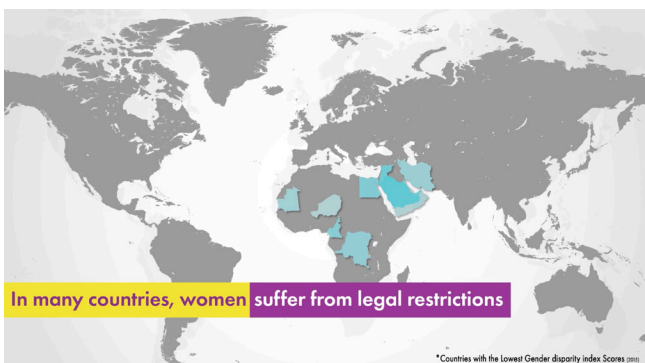 In many countries, women suffer from legal restrictions
*Countries with the Lowest Gender disparity index Scores